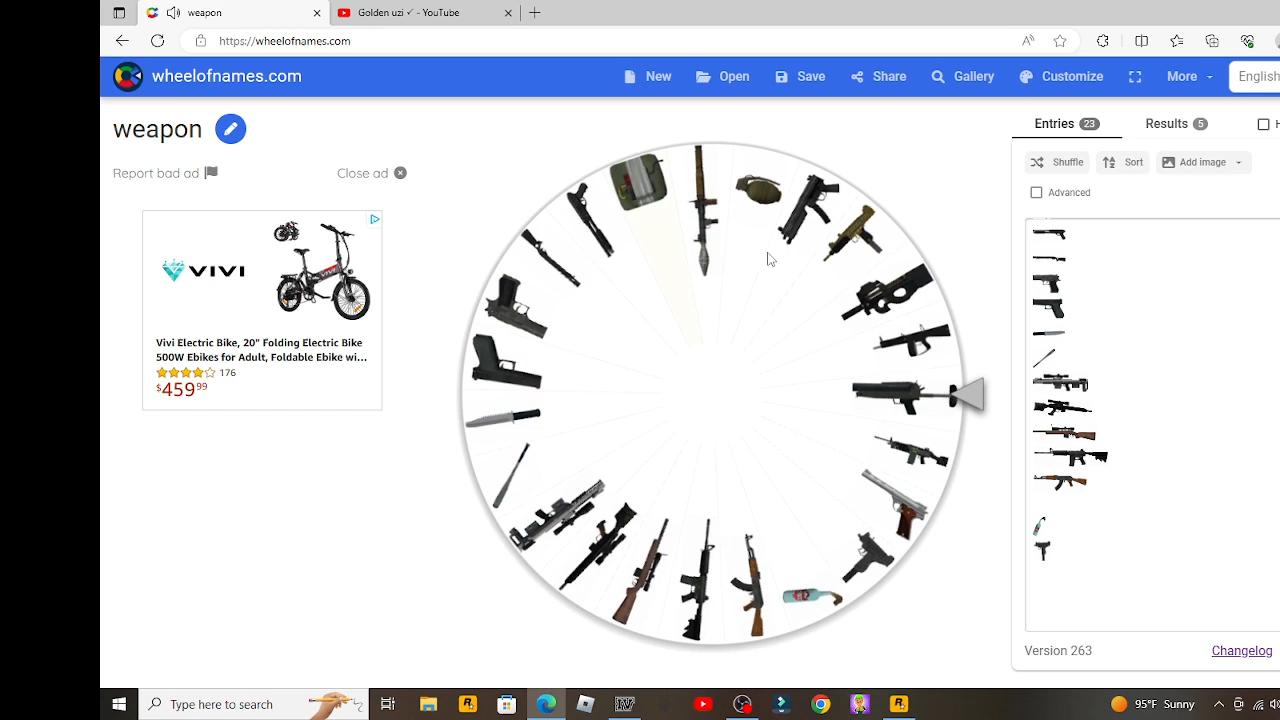 weapon
Golden uzi ✓ - YouTube
https://wheelofnames.com
wheelofnames.com
New
Open
Save
Share
Gallery
Customize
More
English
weapon
Report bad ad
Close ad
VIVI
Vivi Electric Bike, 20" Folding Electric Bike
500W Ebikes for Adult, Foldable Ebike wi...
176
$459 99
Entries 23
Results 5
H
Shuffle
Sort
Add image
Advanced
Version 263
Changelog
Type here to search
IV
95°F Sunny